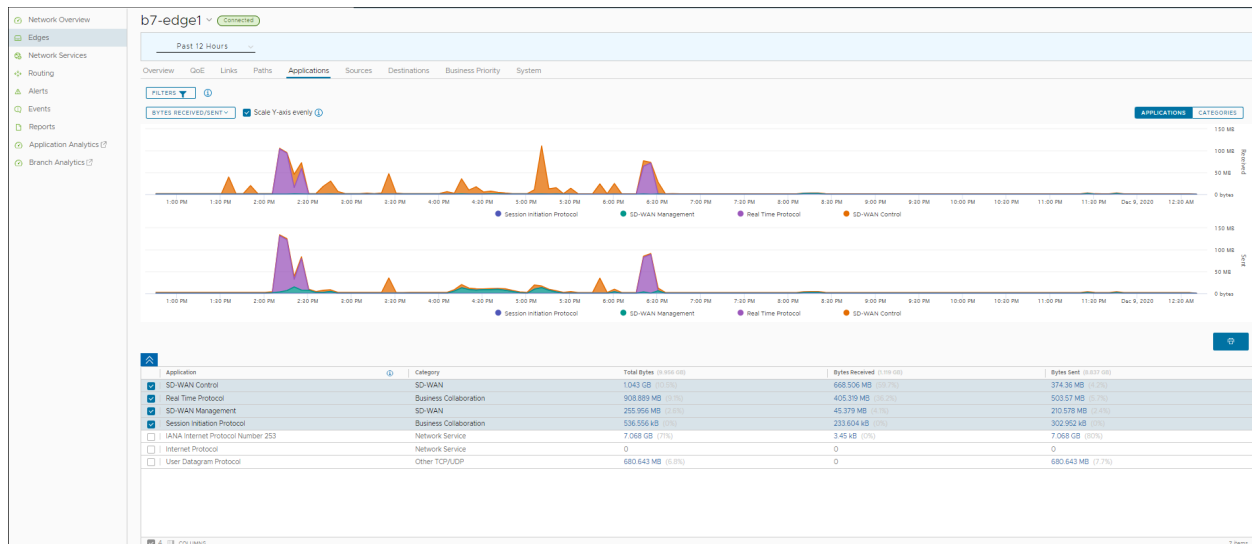 Network Overview
Edges
Network Services
Routing
Alerts
Events
Reports
Application Analytics
Branch Analytics
b7-edge1 Connected
Past 12 Hours
Overview QoE Links Paths Applications Sources Destinations Business Priority System
FILTERS
BYTES RECEIVED/SENT Scale Y-axis evenly
APPLICATIONS CATEGORIES
150 MB
100 MB
50 MB
0 bytes
Received
1:00 PM 1:30 PM 2:00 PM 2:30 PM 3:00 PM 3:30 PM 4:00 PM 4:30 PM 5:00 PM 5:30 PM 6:00 PM 6:30 PM 7:00 PM 7:30 PM 8:00 PM 8:30 PM 9:00 PM 9:30 PM 10:00 PM 10:30 PM 11:00 PM 11:30 PM Dec 9, 2020 12:30 AM
Session Initiation Protocol SD-WAN Management Real Time Protocol SD-WAN Control
150 MB
100 MB
50 MB
0 bytes
Sent
1:00 PM 1:30 PM 2:00 PM 2:30 PM 3:00 PM 3:30 PM 4:00 PM 4:30 PM 5:00 PM 5:30 PM 6:00 PM 6:30 PM 7:00 PM 7:30 PM 8:00 PM 8:30 PM 9:00 PM 9:30 PM 10:00 PM 10:30 PM 11:00 PM 11:30 PM Dec 9, 2020 12:30 AM
Session Initiation Protocol SD-WAN Management Real Time Protocol SD-WAN Control
Application Category Total Bytes Bytes Received Bytes Sent
SD-WAN Control SD-WAN 1.043 GB 668.506 MB 374.36 MB
Real Time Protocol Business Collaboration 908.889 MB 405.319 MB 503.57 MB
SD-WAN Management SD-WAN 255.956 MB 45.379 MB 210.578 MB
Session Initiation Protocol Business Collaboration 536.556 kB 233.604 kB 302.952 kB
IANA Internet Protocol Number 253 Network Service 7.068 GB (71%) 3.45 kB (0%) 7.068 GB (80%)
Internet Protocol Network Service 0 0 0
User Datagram Protocol Other TCP/UDP 680.643 MB (6.8%) 0 680.643 MB (7.7%)
4 COLUMNS 7 items